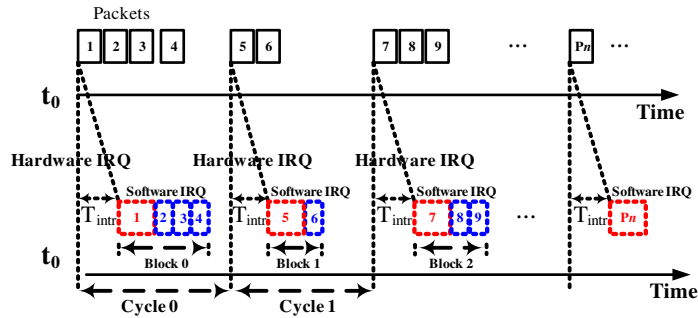 Packets
1 2 3 4 5 6 7 8 9 ... Pn ...
t0
Time
Hardware IRQ Hardware IRQ Hardware IRQ
Software IRQ Software IRQ Software IRQ Software IRQ
Tintr 1 2 3 4 Tintr 5 6 Tintr 7 8 9 ... Tintr Pn
Block 0 Block 1 Block 2
t0
Time
Cycle 0 Cycle 1